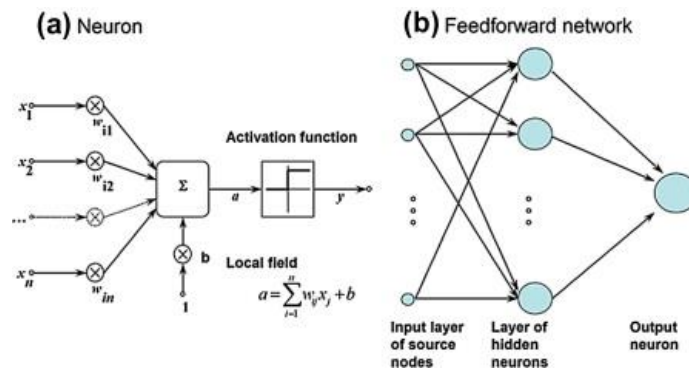 (a) Neuron
x1
wi1
x2
wi2
...
xn
win
Σ
b
1
a
Activation function
y
Local field
a = ∑ i=1 n wij xj + b
(b) Feedforward network
Input layer
of source
nodes
Layer of
hidden
neurons
Output
neuron